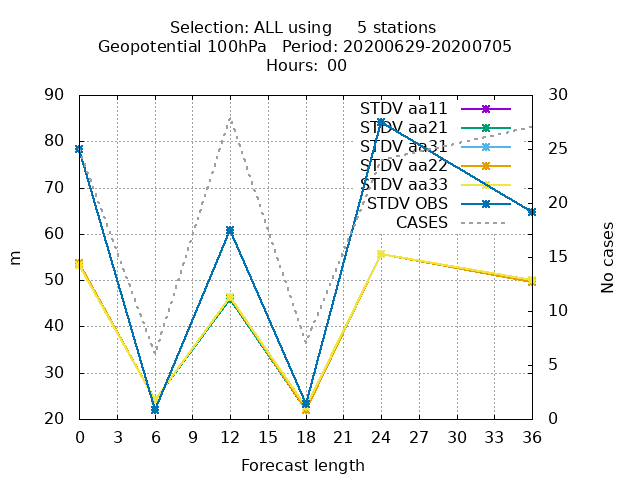 Selection: ALL using     5 stations
Geopotential 100hPa   Period: 20200629-20200705
Hours: 00
90
80
70
60
50
40
30
20
m
30
25
20
15
10
5
0
No cases
STDV aa11
STDV aa21
STDV aa31
STDV aa22
STDV aa33
STDV OBS
CASES
0 3 6 9 12 15 18 21 24 27 30 33 36
Forecast length